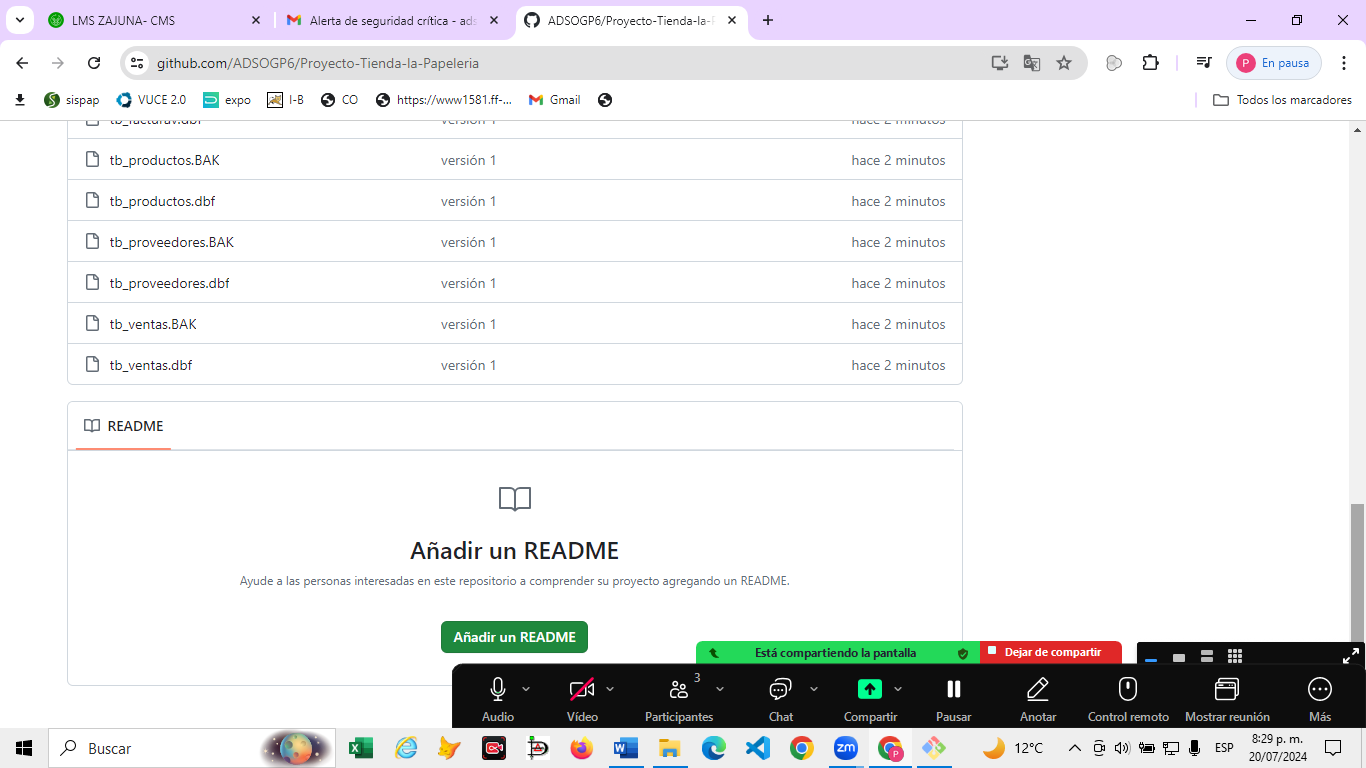 LMS ZAJUNA- CMS
Alerta de seguridad crítica - ads
ADSOGP6/Proyecto-Tienda-la-P
github.com/ADSOGP6/Proyecto-Tienda-la-Papeleria
P En pausa
sispap
VUCE 2.0
expo
I-B
CO
https://www1581.ff-...
Gmail
Todos los marcadores
tb_facturav.dbf versión 1 hace 2 minutos
tb_productos.BAK versión 1 hace 2 minutos
tb_productos.dbf versión 1 hace 2 minutos
tb_proveedores.BAK versión 1 hace 2 minutos
tb_proveedores.dbf versión 1 hace 2 minutos
tb_ventas.BAK versión 1 hace 2 minutos
tb_ventas.dbf versión 1 hace 2 minutos
README
Añadir un README
Ayude a las personas interesadas en este repositorio a comprender su proyecto agregando un README.
Añadir un README
Está compartiendo la pantalla
Dejar de compartir
3
Audio
Vídeo
Participantes
Chat
Compartir
Pausar
Anotar
Control remoto
Mostrar reunión
Más
Buscar
zm
P
12°C
ESP
8:29 p. m.
20/07/2024